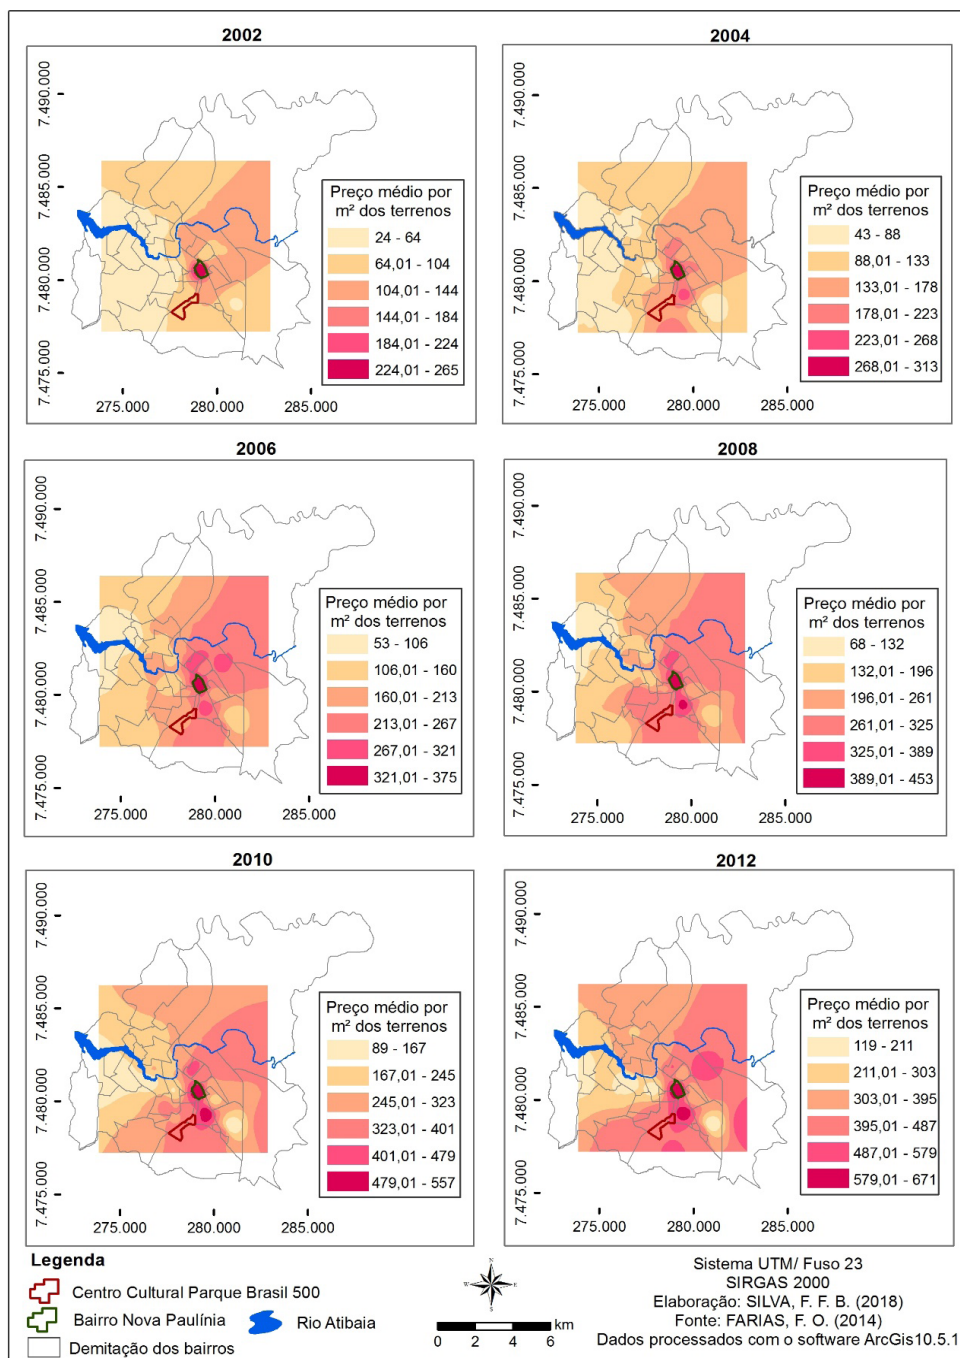 2002
7.490.000
7.485.000
7.480.000
7.475.000
275.000 280.000 285.000
Preço médio por
m² dos terrenos
24 - 64
64,01 - 104
104,01 - 144
144,01 - 184
184,01 - 224
224,01 - 265
2004
7.490.000
7.485.000
7.480.000
7.475.000
275.000 280.000 285.000
Preço médio por
m² dos terrenos
43 - 88
88,01 - 133
133,01 - 178
178,01 - 223
223,01 - 268
268,01 - 313
2006
7.490.000
7.485.000
7.480.000
7.475.000
275.000 280.000 285.000
Preço médio por
m² dos terrenos
53 - 106
106,01 - 160
160,01 - 213
213,01 - 267
267,01 - 321
321,01 - 375
2008
7.490.000
7.485.000
7.480.000
7.475.000
275.000 280.000 285.000
Preço médio por
m² dos terrenos
68 - 132
132,01 - 196
196,01 - 261
261,01 - 325
325,01 - 389
389,01 - 453
2010
7.490.000
7.485.000
7.480.000
7.475.000
275.000 280.000 285.000
Preço médio por
m² dos terrenos
89 - 167
167,01 - 245
245,01 - 323
323,01 - 401
401,01 - 479
479,01 - 557
2012
7.490.000
7.485.000
7.480.000
7.475.000
275.000 280.000 285.000
Preço médio por
m² dos terrenos
119 - 211
211,01 - 303
303,01 - 395
395,01 - 487
487,01 - 579
579,01 - 671
Legenda
Centro Cultural Parque Brasil 500
Bairro Nova Paulínia
Rio Atibaia
Demitação dos bairros
N
W E
S
km
0 2 4 6
Sistema UTM/ Fuso 23
SIRGAS 2000
Elaboração: SILVA, F. F. B. (2018)
Fonte: FARIAS, F. O. (2014)
Dados processados com o software ArcGis10.5.1